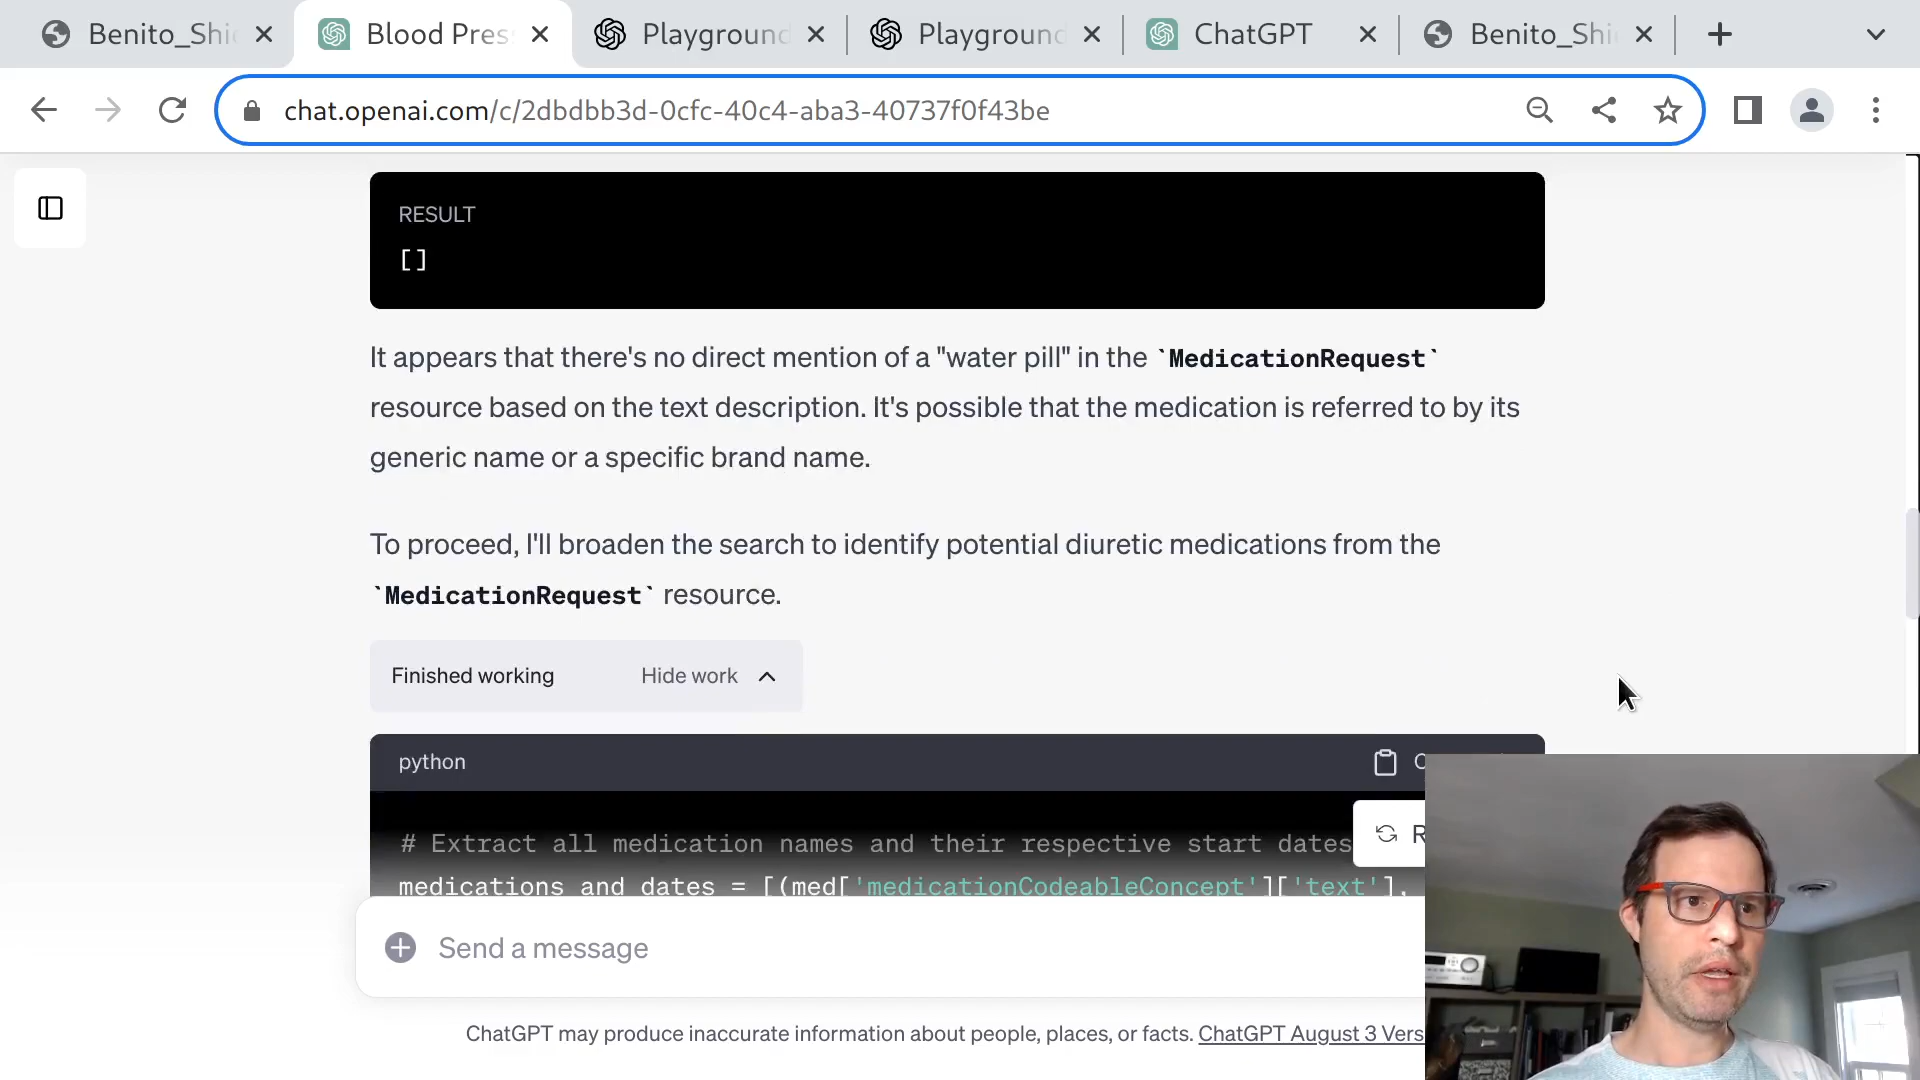 Benito_Shi
Blood Pres
Playground
Playground
ChatGPT
Benito_Shi
chat.openai.com/c/2dbdbb3d-0cfc-40c4-aba3-40737f0f43be
RESULT
[]
It appears that there's no direct mention of a "water pill" in the `MedicationRequest`
resource based on the text description. It's possible that the medication is referred to by its
generic name or a specific brand name.
To proceed, I'll broaden the search to identify potential diuretic medications from the
`MedicationRequest` resource.
Finished working Hide work
python
# Extract all medication names and their respective start dates
medications_and_dates = [(med['medicationCodeableConcept']['text'],
Send a message
ChatGPT may produce inaccurate information about people, places, or facts. ChatGPT August 3 Vers